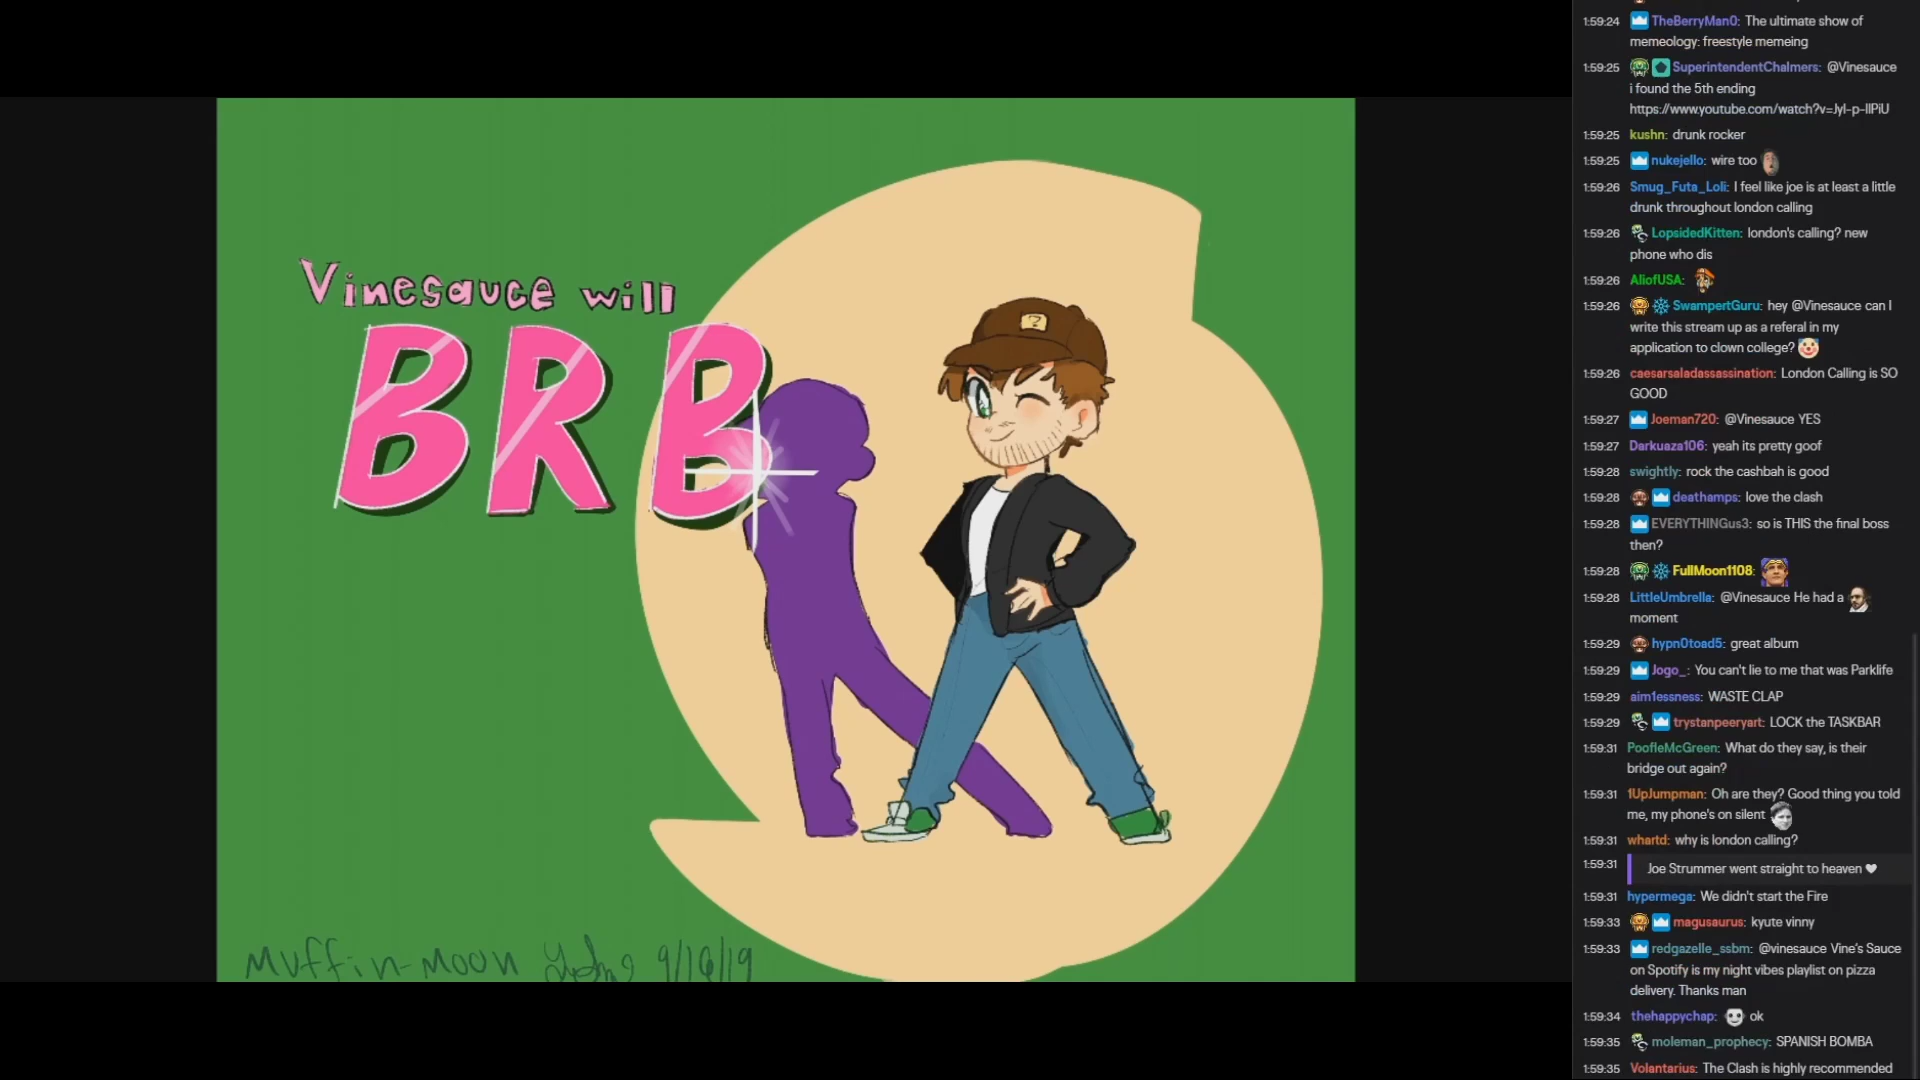 Vinesauce will
BRB
?
Muffin-Moon
9/16/19
1:59:24 TheBerryMan0: The ultimate show of
memeology: freestyle memeing
1:59:25 SuperintendentChalmers: @Vinesauce
i found the 5th ending
https://www.youtube.com/watch?v=Jyl-p-IlPiU
1:59:25 kushn: drunk rocker
1:59:25 nukejello: wire too
1:59:26 Smug_Futa_Loli: I feel like joe is at least a little
drunk throughout london calling
1:59:26 LopsidedKitten: london's calling? new
phone who dis
1:59:26 AliofUSA:
1:59:26 SwampertGuru: hey @Vinesauce can I
write this stream up as a referal in my
application to clown college?
1:59:26 caesarsaladassassination: London Calling is SO
GOOD
1:59:27 Joeman720: @Vinesauce YES
1:59:27 Darkuaza106: yeah its pretty goof
1:59:28 swightly: rock the cashbah is good
1:59:28 deathamps: love the clash
1:59:28 EVERYTHINGus3: so is THIS the final boss
then?
1:59:28 FullMoon1108:
1:59:28 LittleUmbrella: @Vinesauce He had a
moment
1:59:29 hypn0toad5: great album
1:59:29 Jogo_: You can't lie to me that was Parklife
1:59:29 aim1essness: WASTE CLAP
1:59:29 trystanpeeryart: LOCK the TASKBAR
1:59:31 PoofleMcGreen: What do they say, is their
bridge out again?
1:59:31 1UpJumpman: Oh are they? Good thing you told
me, my phone's on silent
1:59:31 whartd: why is london calling?
1:59:31 Joe Strummer went straight to heaven ♥
1:59:31 hypermega: We didn't start the Fire
1:59:33 magusaurus: kyute vinny
1:59:33 redgazelle_ssbm: @vinesauce Vine's Sauce
on Spotify is my night vibes playlist on pizza
delivery. Thanks man
1:59:34 thehappychap: ok
1:59:35 moleman_prophecy: SPANISH BOMBA
1:59:35 Volantarius: The Clash is highly recommended